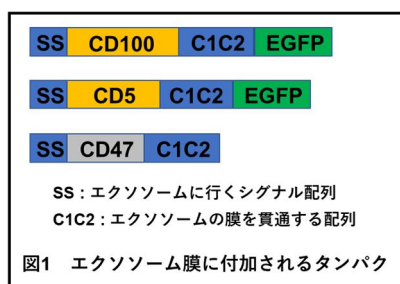 SS CD100 C1C2 EGFP
SS CD5 C1C2 EGFP
SS CD47 C1C2
SS：エクソソームに行くシグナル配列
C1C2：エクソソームの膜を貫通する配列
図1 エクソソーム膜に付加されるタンパク